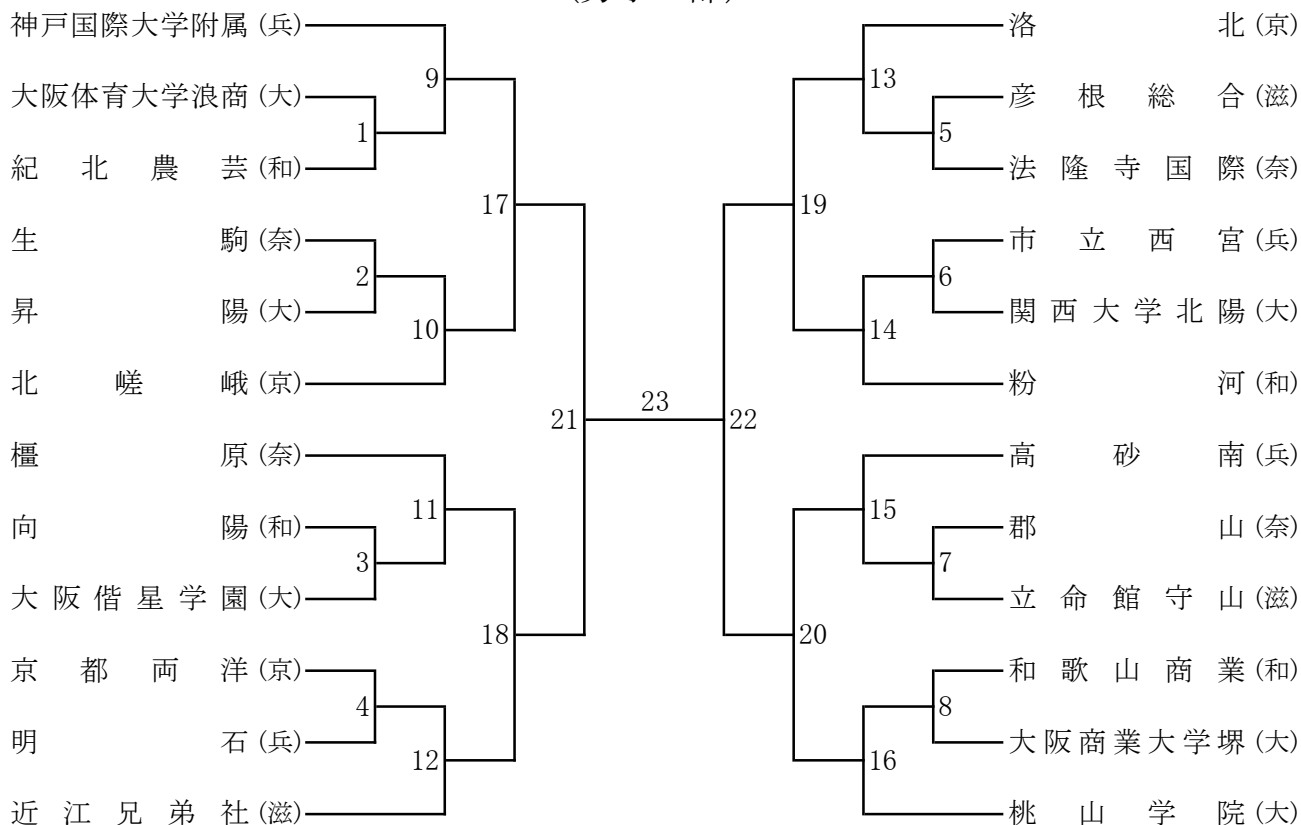 神戸国際大学附属 (兵)
大阪体育大学浪商 (大)
紀北農芸 (和)
生駒 (奈)
昇陽 (大)
北嵯峨 (京)
橿原 (奈)
向陽 (和)
大阪偕星学園 (大)
京都両洋 (京)
明石 (兵)
近江兄弟社 (滋)
1
2
3
4
9
10
11
12
17
18
21
23
22
19
20
13
14
15
16
5
6
7
8
洛北 (京)
彦根総合 (滋)
法隆寺国際 (奈)
市立西宮 (兵)
関西大学北陽 (大)
粉河 (和)
高砂南 (兵)
郡山 (奈)
立命館守山 (滋)
和歌山商業 (和)
大阪商業大学堺 (大)
桃山学院 (大)